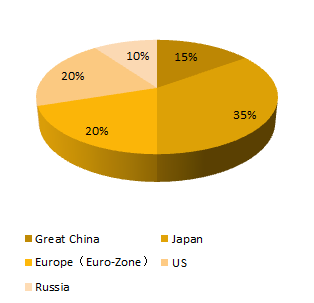 10%
15%
20%
35%
20%
Great China
Japan
Europe（Euro-Zone）
US
Russia